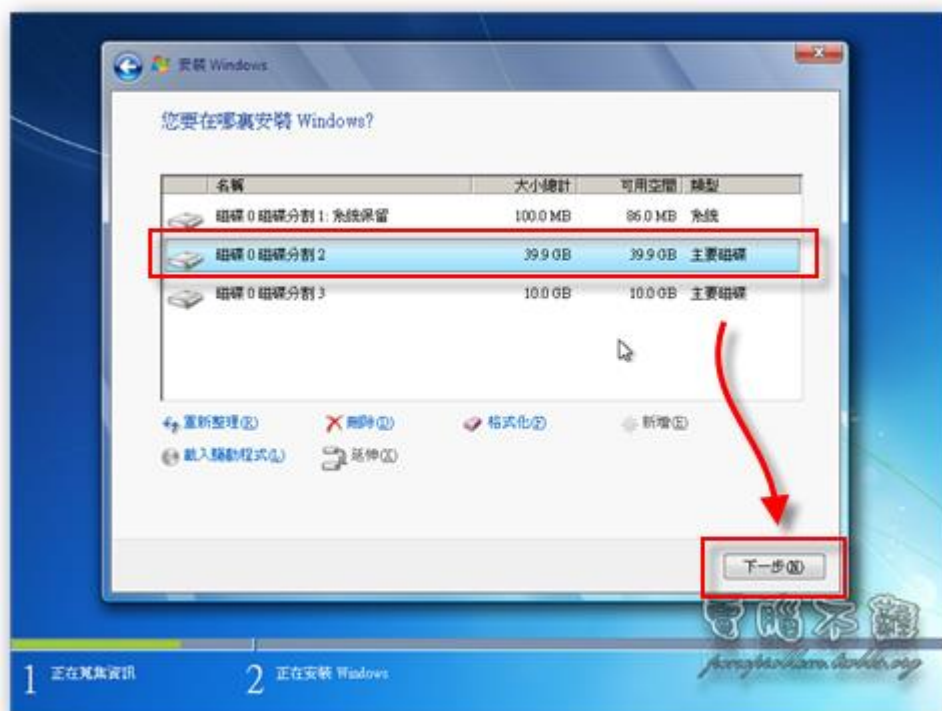 安裝 Windows
您要在哪裏安裝 Windows?
名稱 大小總計 可用空間 類型
磁碟 0 磁碟分割 1: 系統保留 100.0 MB 86.0 MB 系統
磁碟 0 磁碟分割 2 39.9 GB 39.9 GB 主要磁碟
磁碟 0 磁碟分割 3 10.0 GB 10.0 GB 主要磁碟
重新整理(R) 刪除(D) 格式化(F) 新增(E)
載入驅動程式(L) 延伸(X)
下一步(N)
電腦不難
1 正在蒐集資訊 2 正在安裝 Windows